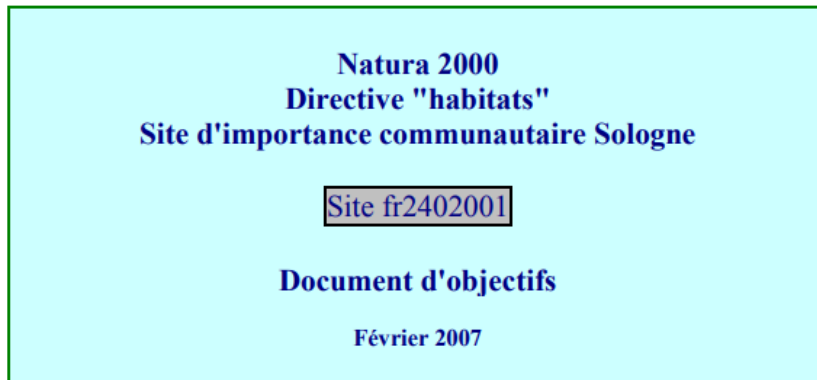 Natura 2000
Directive "habitats"
Site d'importance communautaire Sologne
Site fr2402001
Document d'objectifs
Février 2007